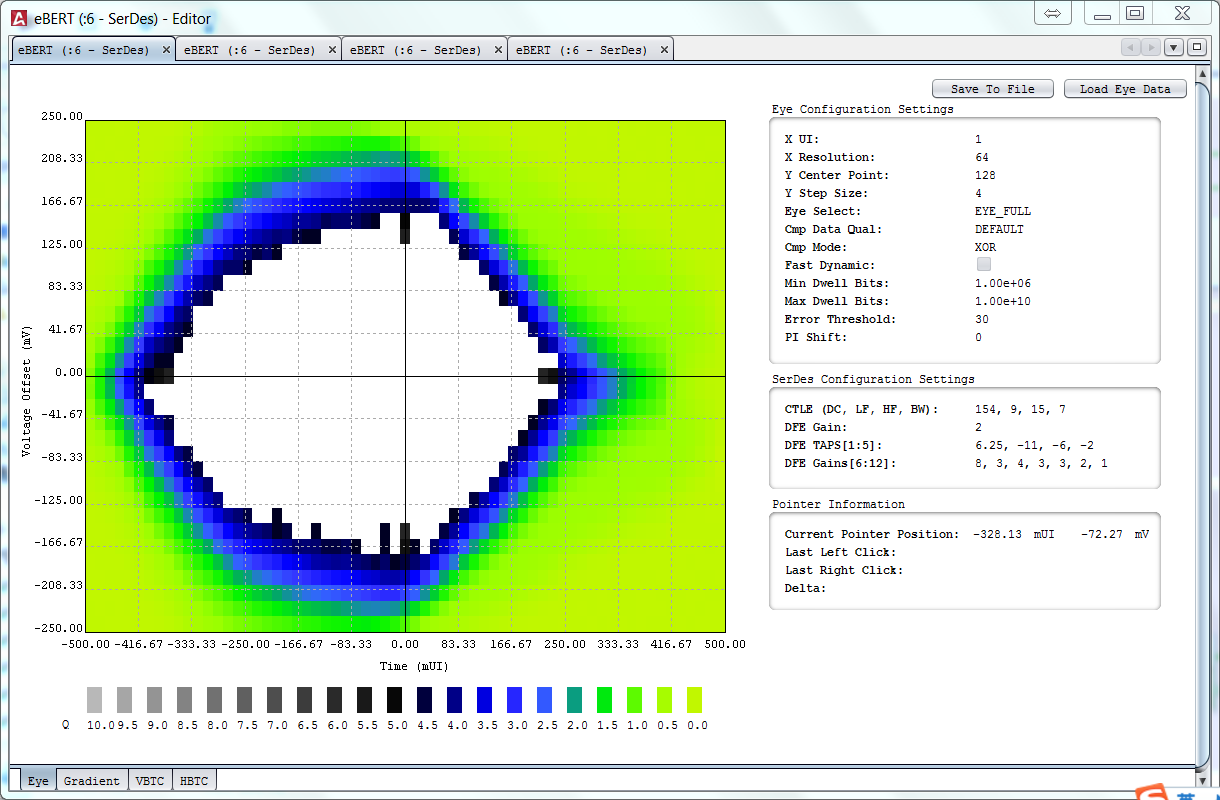 eBERT (:6 - SerDes) - Editor
eBERT (:6 - SerDes) eBERT (:6 - SerDes) eBERT (:6 - SerDes) eBERT (:6 - SerDes)
Save To File Load Eye Data
Eye Configuration Settings
X UI: 1
X Resolution: 64
Y Center Point: 128
Y Step Size: 4
Eye Select: EYE_FULL
Cmp Data Qual: DEFAULT
Cmp Mode: XOR
Fast Dynamic:
Min Dwell Bits: 1.00e+06
Max Dwell Bits: 1.00e+10
Error Threshold: 30
PI Shift: 0
SerDes Configuration Settings
CTLE (DC, LF, HF, BW): 154, 9, 15, 7
DFE Gain: 2
DFE TAPS[1:5]: 6.25, -11, -6, -2
DFE Gains[6:12]: 8, 3, 4, 3, 3, 2, 1
Pointer Information
Current Pointer Position: -328.13 mUI -72.27 mV
Last Left Click:
Last Right Click:
Delta:
Voltage Offset (mV)
250.00
208.33
166.67
125.00
83.33
41.67
0.00
-41.67
-83.33
-125.00
-166.67
-208.33
-250.00
-500.00 -416.67 -333.33 -250.00 -166.67 -83.33 0.00 83.33 166.67 250.00 333.33 416.67 500.00
Time (mUI)
Q 10.0 9.5 9.0 8.5 8.0 7.5 7.0 6.5 6.0 5.5 5.0 4.5 4.0 3.5 3.0 2.5 2.0 1.5 1.0 0.5 0.0
Eye Gradient VBTC HBTC